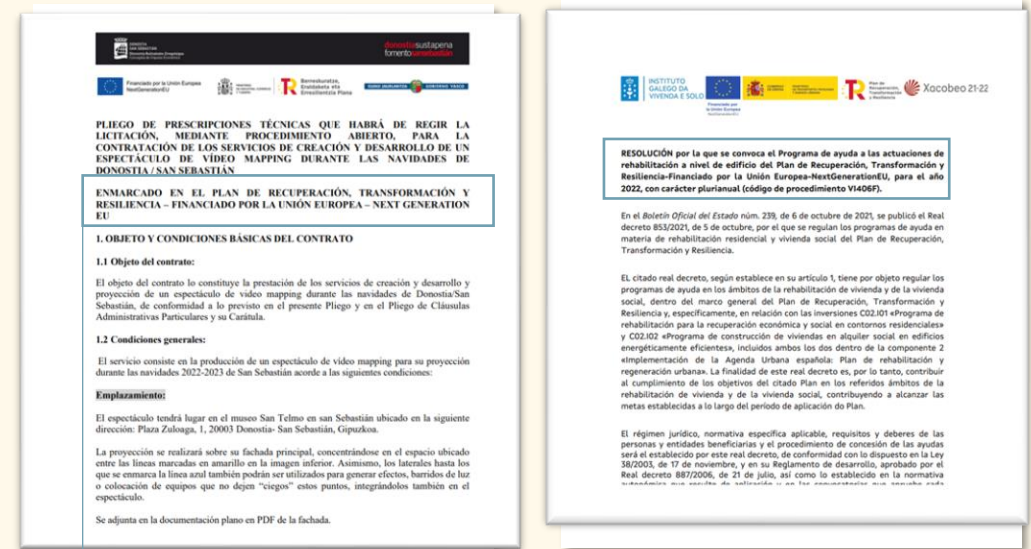 DONOSTIA
SAN SEBASTIÁN
donostiasustapena
fomentosansebastián
Financiado por la Unión Europea
NextGenerationEU
Berreskuratze,
Eraldaketa eta
Erresilientzia Plana
EUSKO JAURLARITZA
GOBIERNO VASCO
PLIEGO DE PRESCRIPCIONES TÉCNICAS QUE HABRÁ DE REGIR LA
LICITACIÓN, MEDIANTE PROCEDIMIENTO ABIERTO, PARA LA
CONTRATACIÓN DE LOS SERVICIOS DE CREACIÓN Y DESARROLLO DE UN
ESPECTÁCULO DE VÍDEO MAPPING DURANTE LAS NAVIDADES DE
DONOSTIA / SAN SEBASTIÁN
ENMARCADO EN EL PLAN DE RECUPERACIÓN, TRANSFORMACIÓN Y
RESILIENCIA – FINANCIADO POR LA UNIÓN EUROPEA – NEXT GENERATION
EU
1. OBJETO Y CONDICIONES BÁSICAS DEL CONTRATO
1.1 Objeto del contrato:
El objeto del contrato lo constituye la prestación de los servicios de creación y desarrollo y
proyección de un espectáculo de video mapping durante las navidades de Donostia/San
Sebastián, de conformidad a lo previsto en el presente Pliego y en el Pliego de Cláusulas
Administrativas Particulares y su Carátula.
1.2 Condiciones generales:
El servicio consiste en la producción de un espectáculo de vídeo mapping para su proyección
durante las navidades 2022-2023 de San Sebastián acorde a las siguientes condiciones:
Emplazamiento:
El espectáculo tendrá lugar en el museo San Telmo en san Sebastián ubicado en la siguiente
dirección: Plaza Zuloaga, 1, 20003 Donostia- San Sebastián, Gipuzkoa.
La proyección se realizará sobre su fachada principal, concentrándose en el espacio ubicado
entre las líneas marcadas en amarillo en la imagen inferior. Asimismo, los laterales hasta los
que se enmarca la línea azul también podrán ser utilizados para generar efectos, barridos de luz
o colocación de equipos que no dejen “ciegos” estos puntos, integrándolos también en el
espectáculo.
Se adjunta en la documentación plano en PDF de la fachada.
INSTITUTO
GALEGO DA
VIVENDA E SOLO
Financiado por
la Unión Europea
NextGenerationEU
Plan de
Recuperación,
Transformación
y Resiliencia
Xacobeo 21·22
RESOLUCIÓN por la que se convoca el Programa de ayuda a las actuaciones de
rehabilitación a nivel de edificio del Plan de Recuperación, Transformación y
Resiliencia-Financiado por la Unión Europea-NextGenerationEU, para el año
2022, con carácter plurianual (código de procedimiento VI406F).
En el Boletín Oficial del Estado núm. 239, de 6 de octubre de 2021, se publicó el Real
decreto 853/2021, de 5 de octubre, por el que se regulan los programas de ayuda en
materia de rehabilitación residencial y vivienda social del Plan de Recuperación,
Transformación y Resiliencia.
EL citado real decreto, según establece en su artículo 1, tiene por objeto regular los
programas de ayuda en los ámbitos de la rehabilitación de vivienda y de la vivienda
social, dentro del marco general del Plan de Recuperación, Transformación y
Resiliencia y, específicamente, en relación con las inversiones C02.I01 «Programa de
rehabilitación para la recuperación económica y social en contornos residenciales»
y C02.I02 «Programa de construcción de viviendas en alquiler social en edificios
energéticamente eficientes», incluidos ambos los dos dentro de la componente 2
«Implementación de la Agenda Urbana española: Plan de rehabilitación y
regeneración urbana». La finalidad de este real decreto es, por lo tanto, contribuir
al cumplimiento de los objetivos del citado Plan en los referidos ámbitos de la
rehabilitación de vivienda y de la vivienda social, contribuyendo a alcanzar las
metas establecidas a lo largo del período de aplicación do Plan.
El régimen jurídico, normativa específica aplicable, requisitos y deberes de las
personas y entidades beneficiarias y el procedimiento de concesión de las ayudas
será el establecido por este real decreto, de conformidad con lo dispuesto en la Ley
38/2003, de 17 de noviembre, y en su Reglamento de desarrollo, aprobado por el
Real decreto 887/2006, de 21 de julio, así como lo establecido en la normativa